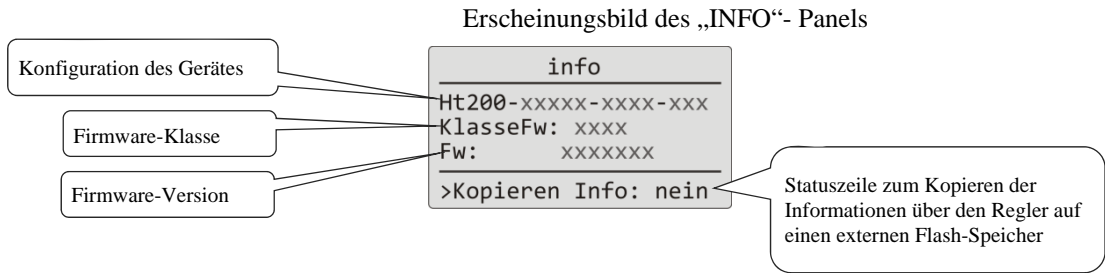 Erscheinungsbild des „INFO“- Panels
Konfiguration des Gerätes
Firmware-Klasse
Firmware-Version
info
Ht200-xxxxx-xxxx-xxx
KlasseFw: xxxx
Fw: xxxxxxx
>Kopieren Info: nein
Statuszeile zum Kopieren der
Informationen über den Regler auf
einen externen Flash-Speicher